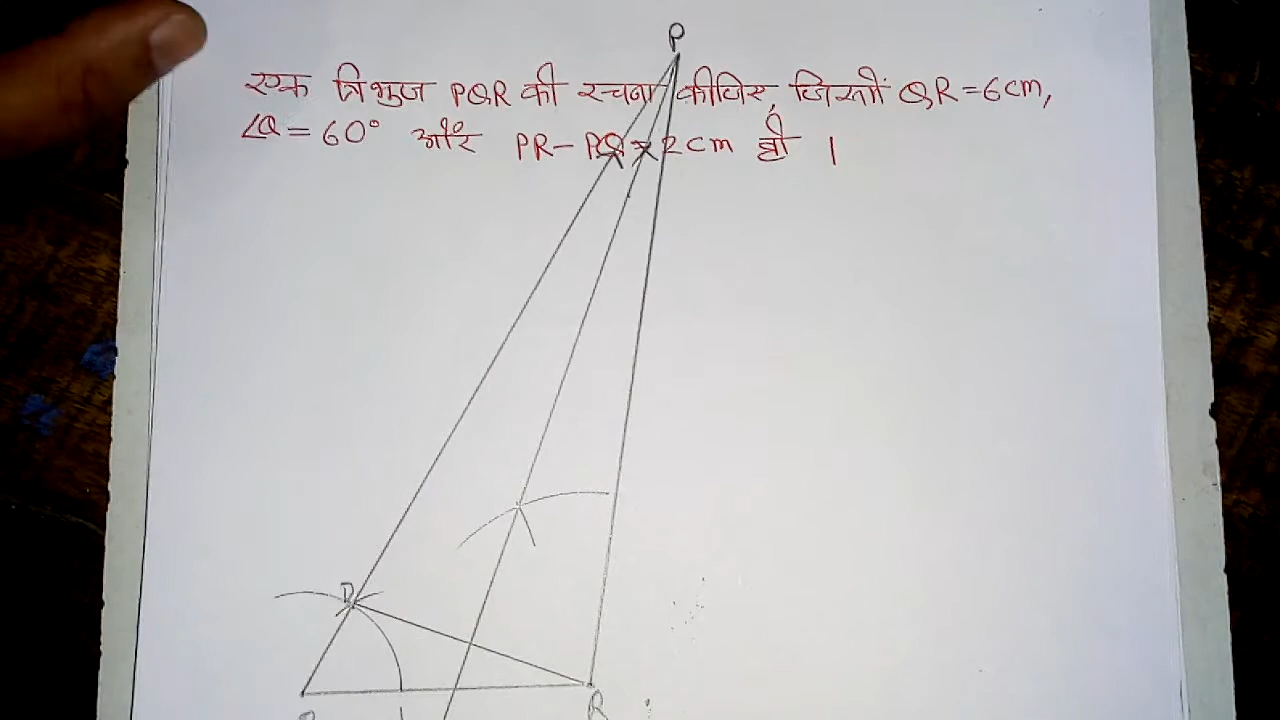 P
एक त्रिभुज PQR की रचना कीजिए, जिसमें QR=6cm,
∠Q = 60° और PR - PQ = 2cm हो ।
D
R